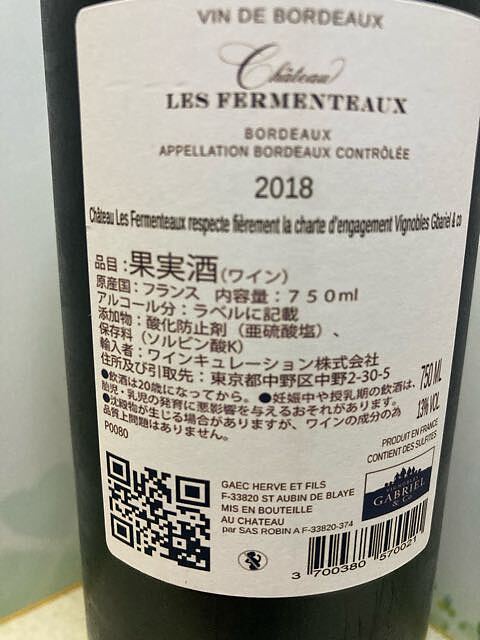 VIN DE BORDEAUX
Château
LES FERMENTEAUX
BORDEAUX
APPELLATION BORDEAUX CONTRÔLÉE
2018
Château Les Fermenteaux respecte fièrement la charte d'engagement Vignobles Gbariel & co
品目：果実酒(ワイン)
原産国：フランス 内容量：７５０ml
アルコール分：ラベルに記載
添加物：酸化防止剤（亜硫酸塩）、
保存料（ソルビン酸K）
輸入者：ワインキュレーション株式会社
住所及び引取先：東京都中野区中野2-30-5
●飲酒は20歳になってから。●妊娠中や授乳期の飲酒は、
胎児・乳児の発育に悪影響を与えるおそれがあります。
●沈殿物が生じる場合がありますが、ワインの成分の為
品質上問題はありません。
P0080
750 ML
13% VOL.
PRODUIT EN FRANCE
CONTIENT DES SULFITES
GAEC HERVE ET FILS
F-33820 ST AUBIN DE BLAYE
MIS EN BOUTEILLE
AU CHATEAU
par SAS ROBIN A F-33820-374
VIGNOBLES
GABRIEL
& Co
3 700380 570021